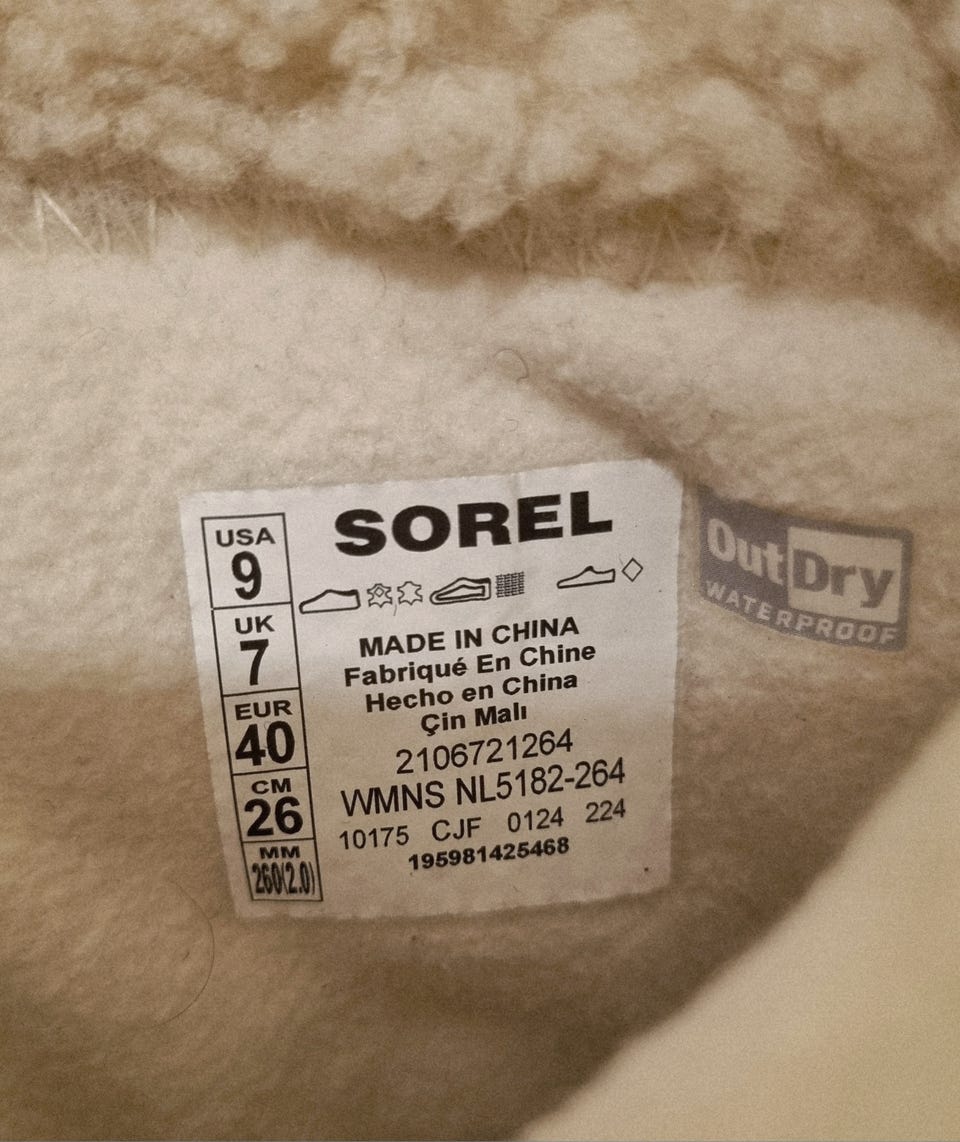 SOREL
USA
9
UK
7
EUR
40
CM
26
MM
260(2.0)
MADE IN CHINA
Fabriqué En Chine
Hecho en China
Çin Malı
2106721264
WMNS NL5182-264
10175 CJF 0124 224
195981425468
OutDry
WATERPROOF